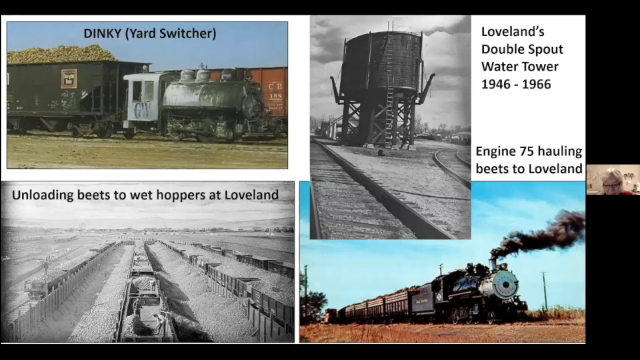 DINKY (Yard Switcher)
GW
Loveland's
Double Spout
Water Tower
1946 - 1966
Engine 75 hauling
beets to Loveland
Unloading beets to wet hoppers at Loveland